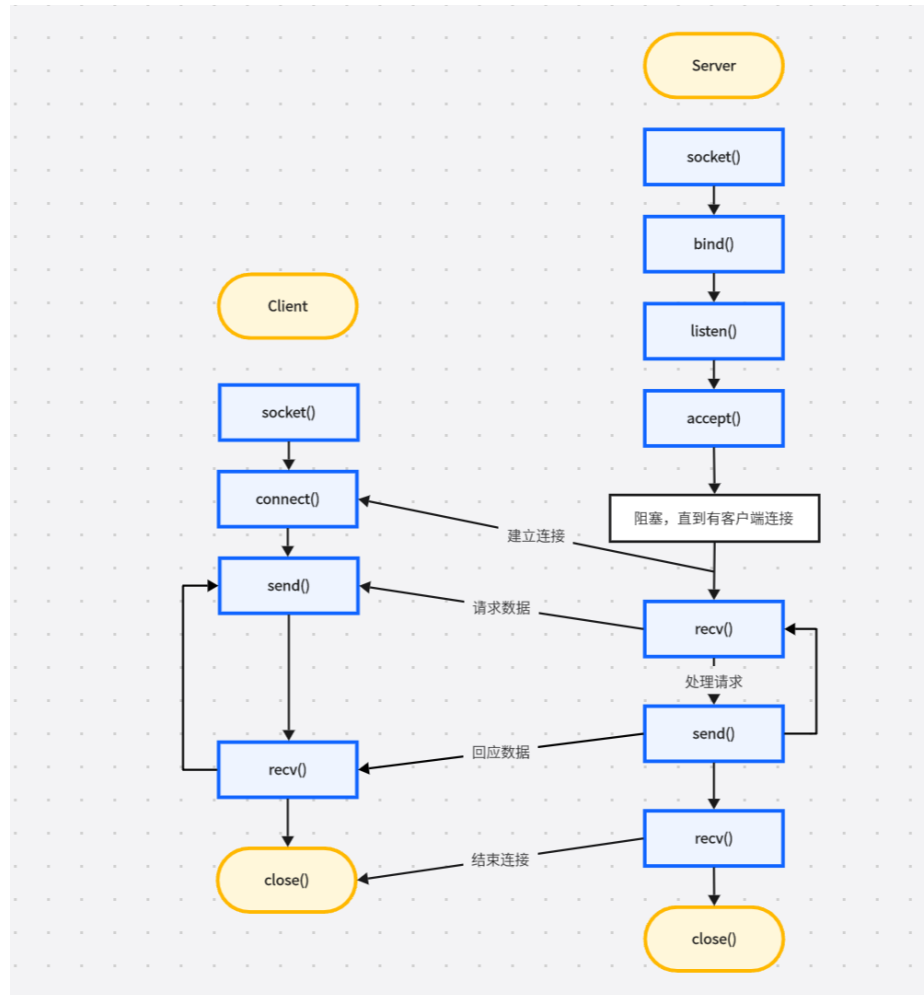 Server
socket()
bind()
listen()
Client
accept()
socket()
connect()
阻塞，直到有客户端连接
建立连接
send()
请求数据
recv()
处理请求
send()
回应数据
recv()
recv()
结束连接
close()
close()